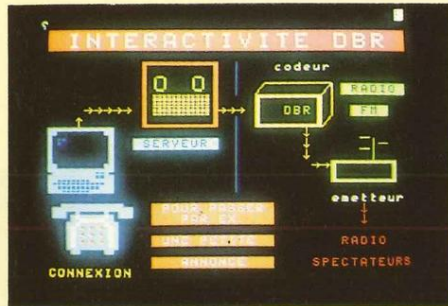 INTERACTIVITE DBR
codeur
RADIO
DBR
FM
SERVEUR
emetteur
POUR PASSER
PAR EX
UNE PETITE
ANNONCE
RADIO
SPECTATEURS
CONNEXION